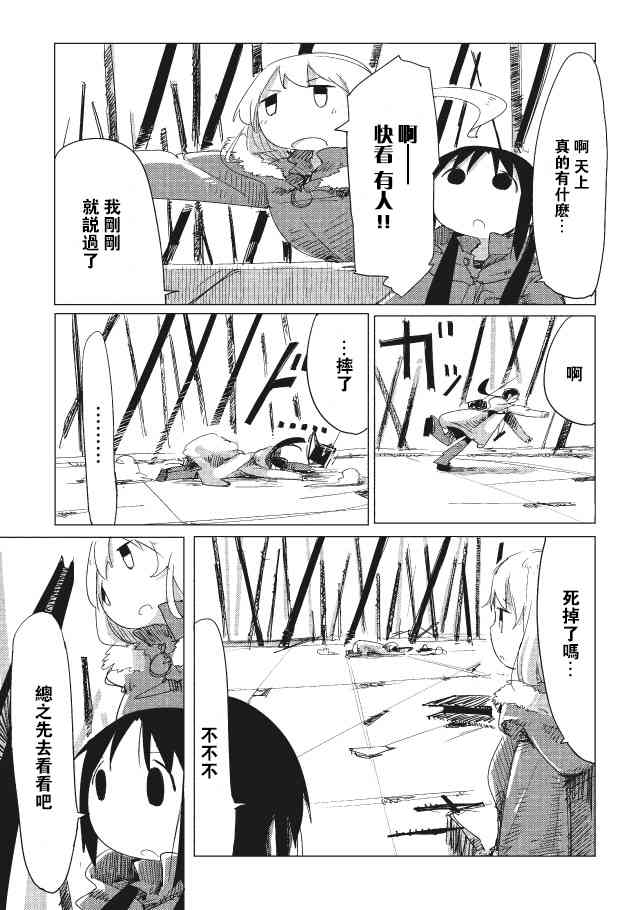 啊 天上
真的有什麼…
啊——
快看 有人!!
我剛剛
就説過了
啊
ガッ
…摔了
………
死掉了嗎…
不不不
總之先去看看吧